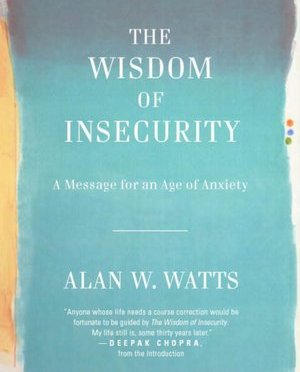 THE
WISDOM
OF
INSECURITY
A Message for an Age of Anxiety
ALAN W. WATTS
"Anyone whose life needs a course correction would be
fortunate to be guided by The Wisdom of Insecurity.
My life still is, some thirty years later."
—DEEPAK CHOPRA,
from the Introduction